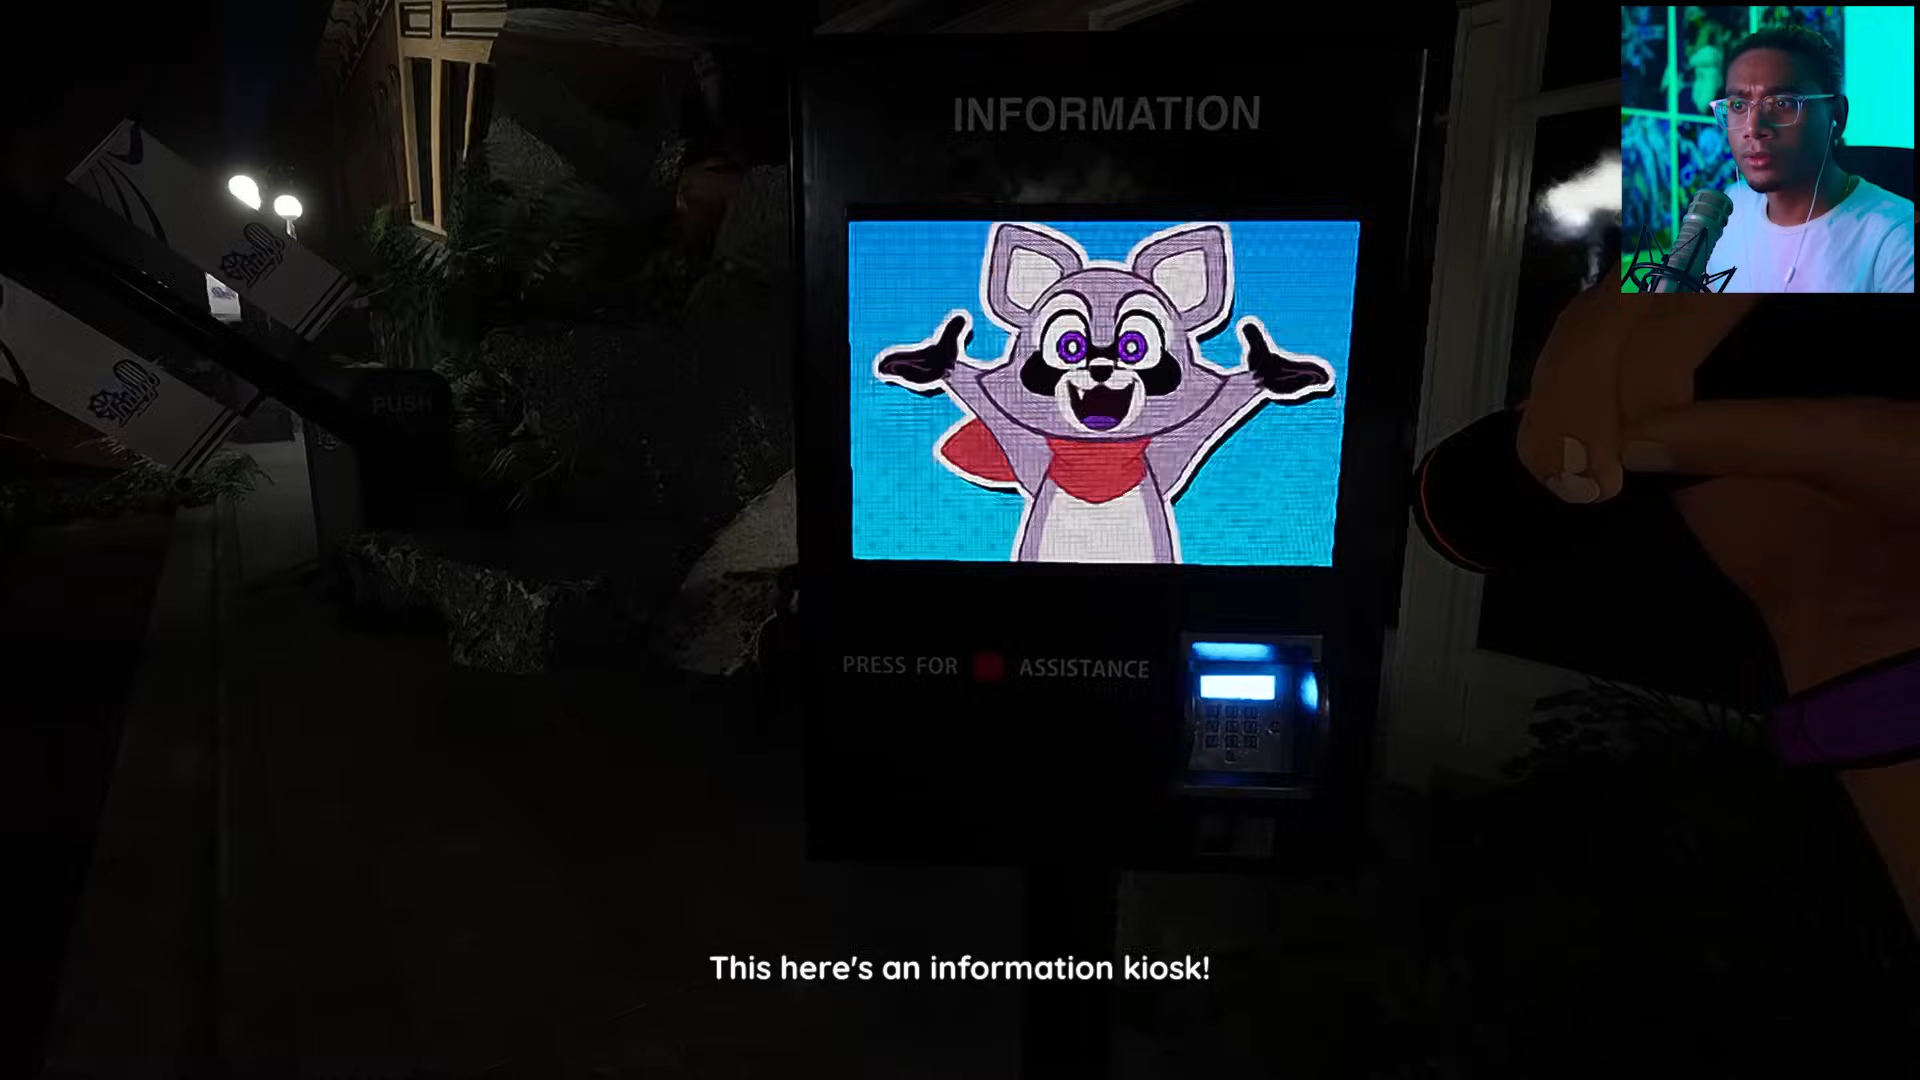 INFORMATION
PUSH
PRESS FOR ASSISTANCE
This here's an information kiosk!